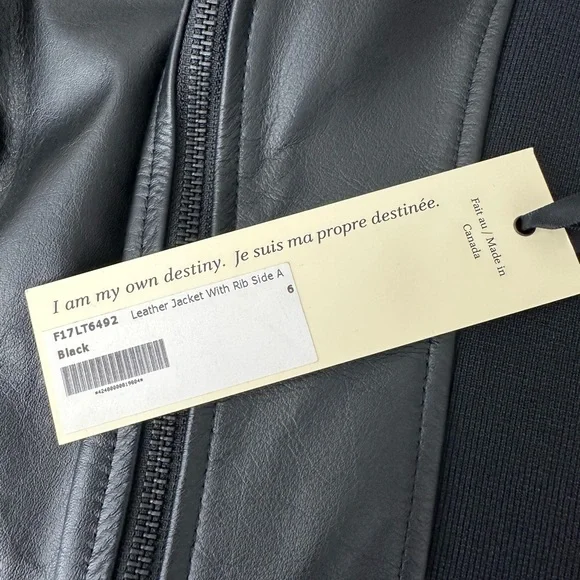 I am my own destiny. Je suis ma propre destinée.
Fait au / Made in
Canada
F17LT6492 Leather Jacket With Rib Side A
6
Black